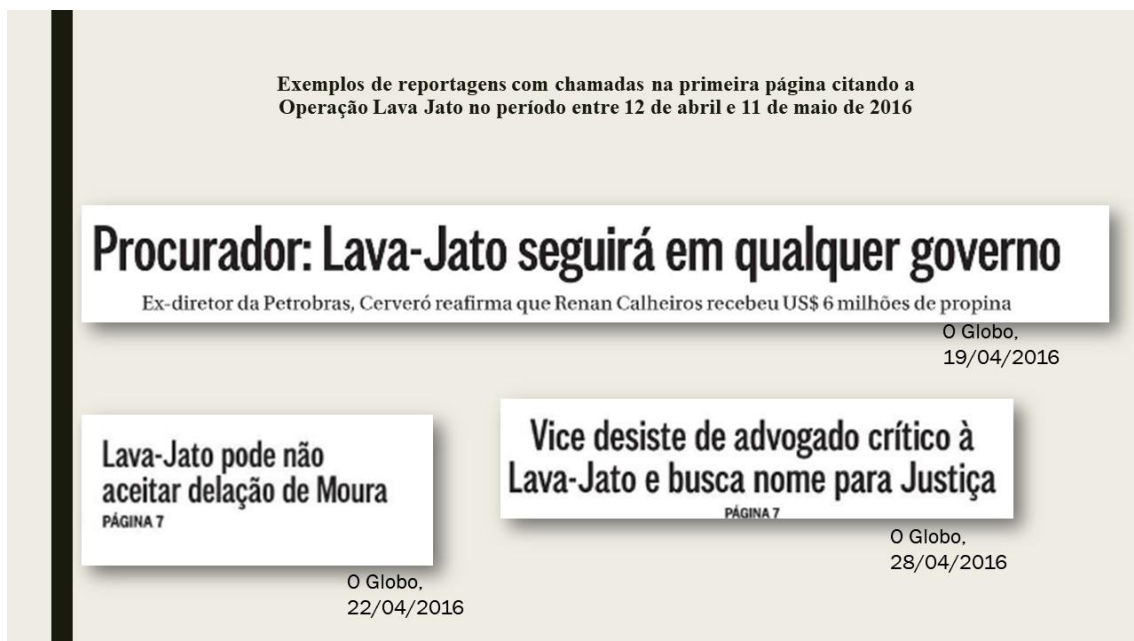 Exemplos de reportagens com chamadas na primeira página citando a
Operação Lava Jato no período entre 12 de abril e 11 de maio de 2016
Procurador: Lava-Jato seguirá em qualquer governo
Ex-diretor da Petrobras, Cerveró reafirma que Renan Calheiros recebeu US$ 6 milhões de propina
O Globo,
19/04/2016
Lava-Jato pode não
aceitar delação de Moura
PÁGINA 7
O Globo,
22/04/2016
Vice desiste de advogado crítico à
Lava-Jato e busca nome para Justiça
PÁGINA 7
O Globo,
28/04/2016